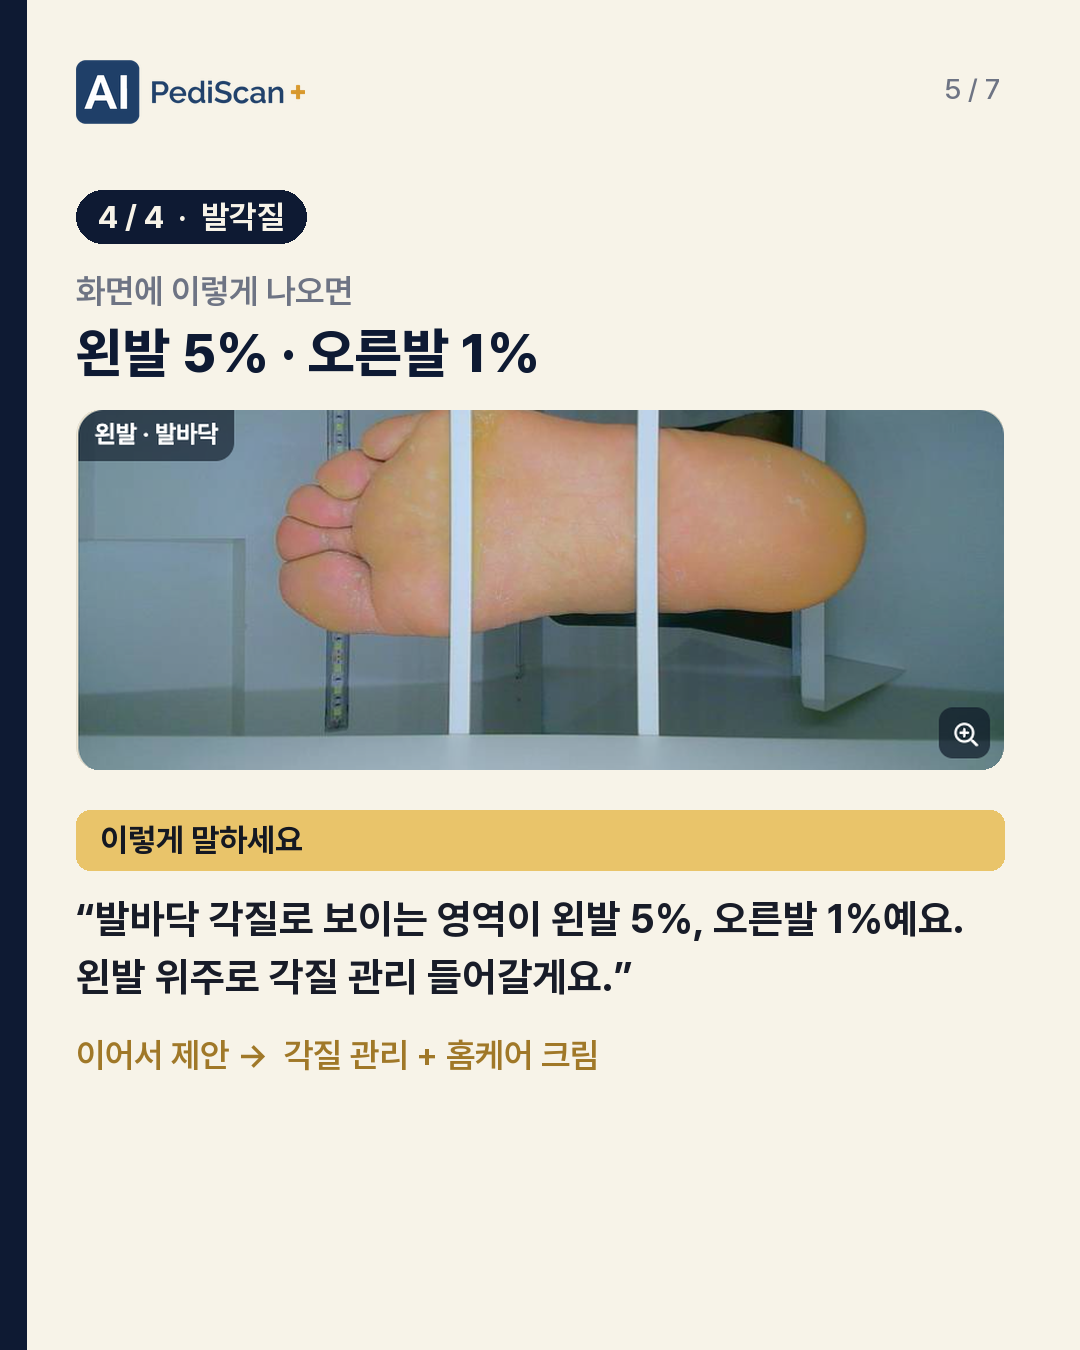 AI PediScan +
5 / 7
4 / 4 · 발각질
화면에 이렇게 나오면
왼발 5% · 오른발 1%
왼발 · 발바닥
이렇게 말하세요
“발바닥 각질로 보이는 영역이 왼발 5%, 오른발 1%예요.
왼발 위주로 각질 관리 들어갈게요.”
이어서 제안 → 각질 관리 + 홈케어 크림